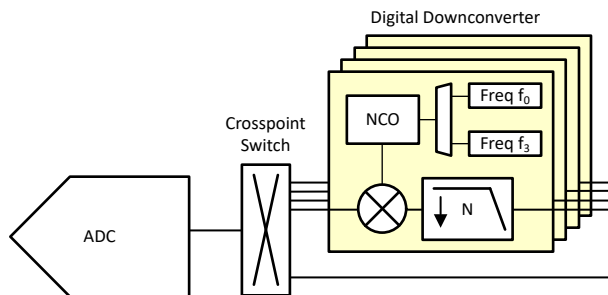 Digital Downconverter
Freq f₀
NCO
Crosspoint
Switch
Freq f₃
N
ADC